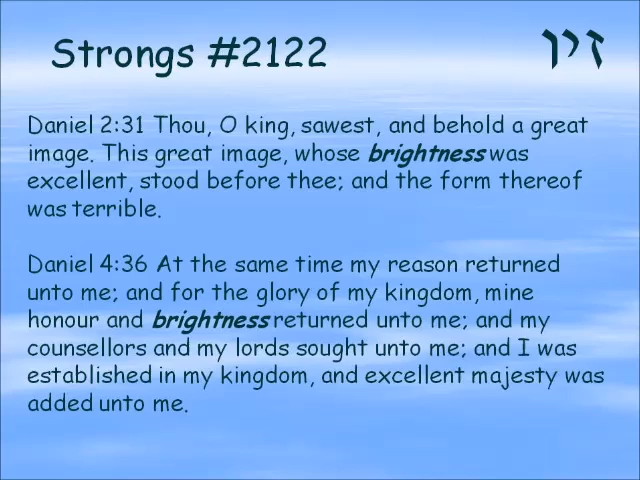 Strongs #2122 זיו
Daniel 2:31 Thou, O king, sawest, and behold a great
image. This great image, whose brightness was
excellent, stood before thee; and the form thereof
was terrible.
Daniel 4:36 At the same time my reason returned
unto me; and for the glory of my kingdom, mine
honour and brightness returned unto me; and my
counsellors and my lords sought unto me; and I was
established in my kingdom, and excellent majesty was
added unto me.